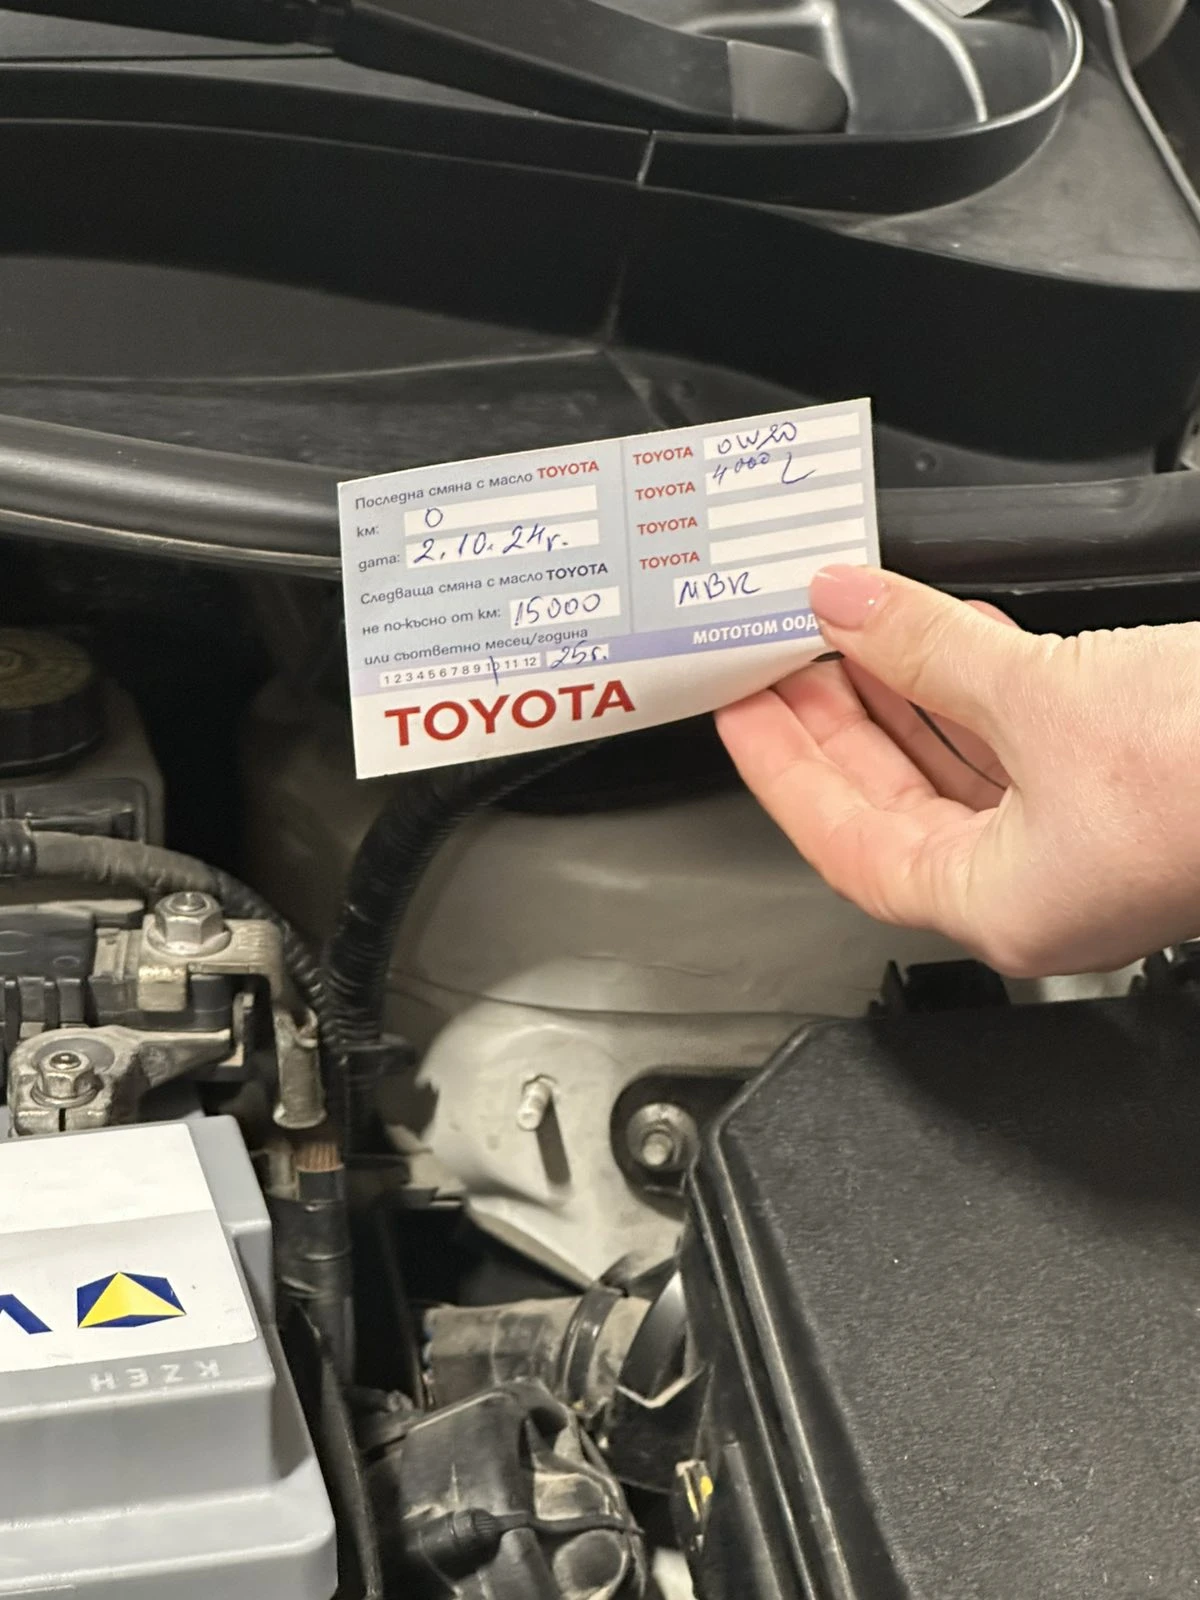 Последна смяна с масло TOYOTA
км: 0
дата: 2.10.24г.
Следваща смяна с масло TOYOTA
не по-късно от км: 15000
или съответно месец/година
1 2 3 4 5 6 7 8 9 10 11 12 25г.
TOYOTA
TOYOTA 0W20
TOYOTA 4000 L
TOYOTA
TOYOTA
МОТОТОМ ООД
KZEH